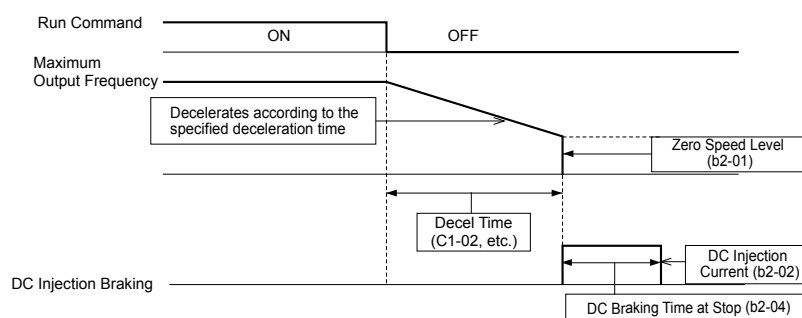 Run Command
ON
OFF
Maximum
Output Frequency
Decelerates according to the
specified deceleration time
Zero Speed Level
(b2-01)
Decel Time
(C1-02, etc.)
DC Injection
Current (b2-02)
DC Injection Braking
DC Braking Time at Stop (b2-04)